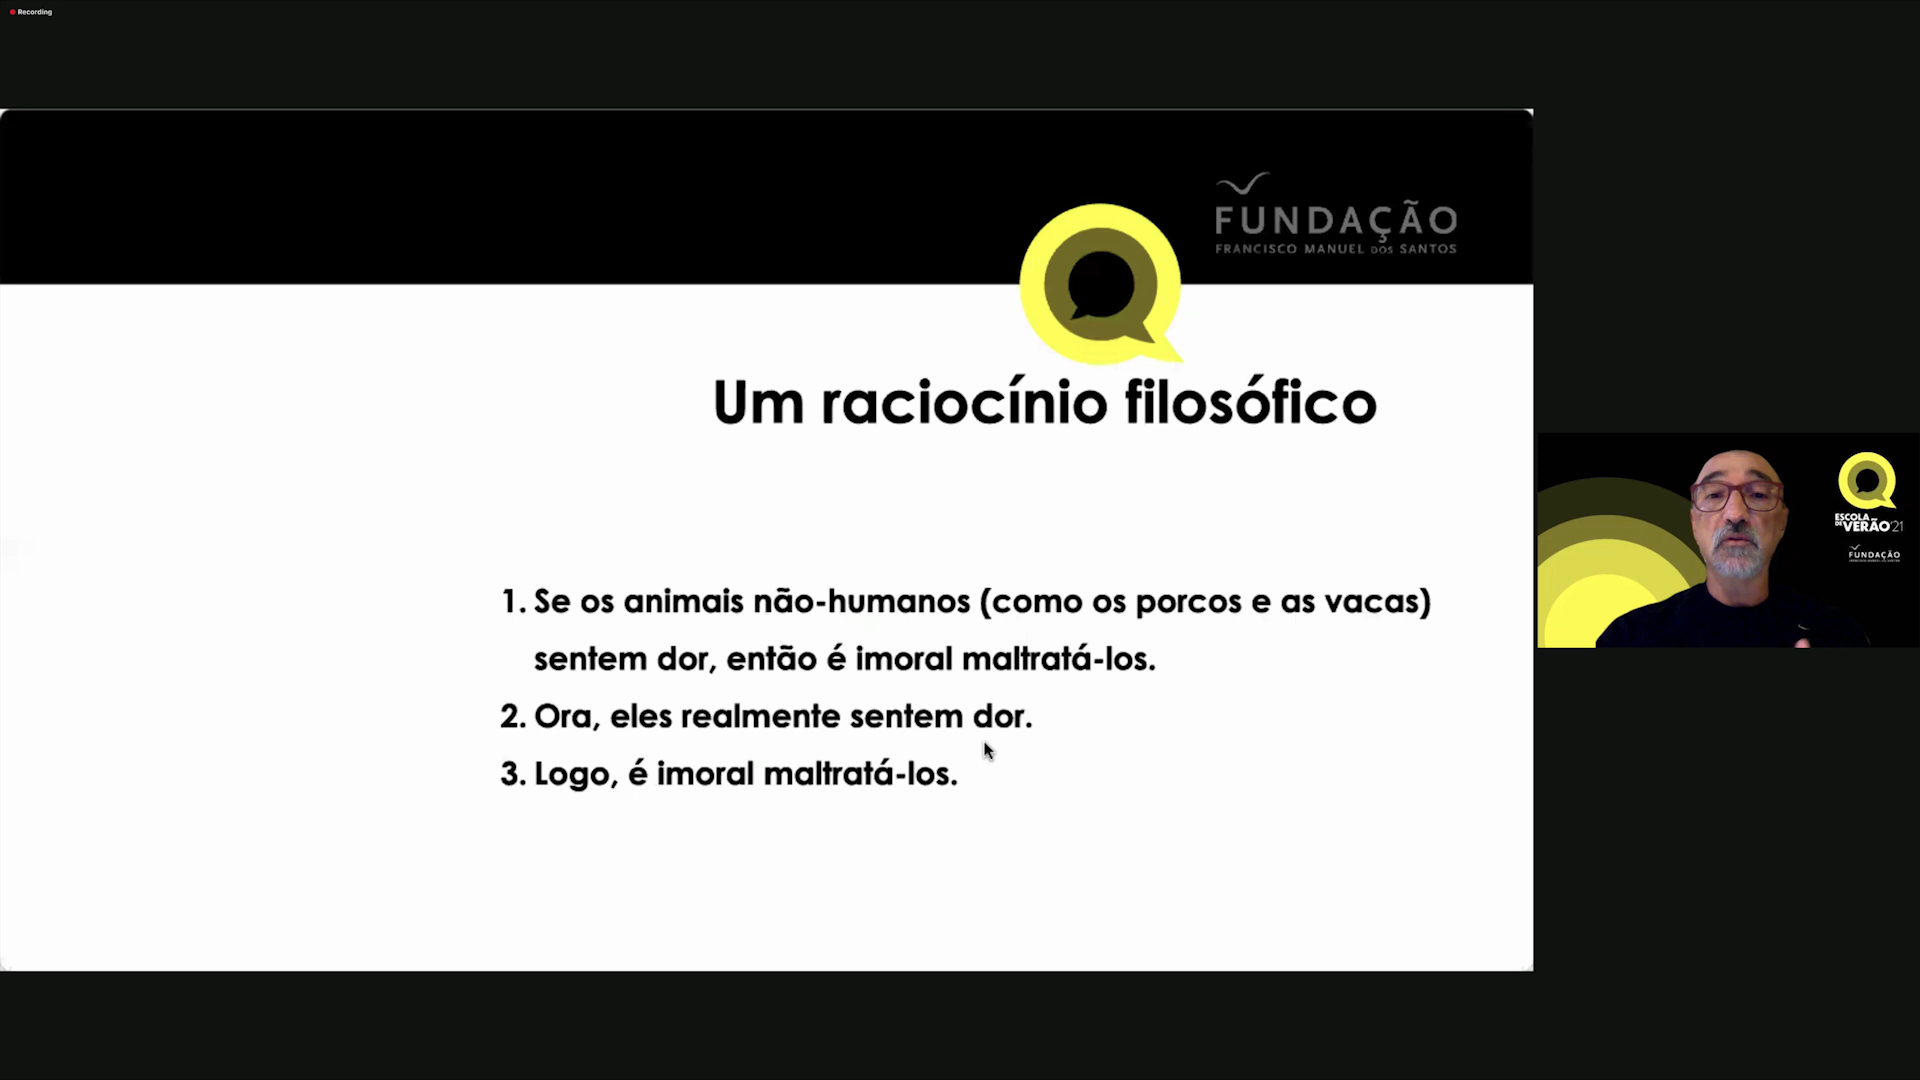 Recording
FUNDAÇÃO
FRANCISCO MANUEL DOS SANTOS
Um raciocínio filosófico
1. Se os animais não-humanos (como os porcos e as vacas)
sentem dor, então é imoral maltratá-los.
2. Ora, eles realmente sentem dor.
3. Logo, é imoral maltratá-los.
ESCOLA
DE VERÃO'21
FUNDAÇÃO